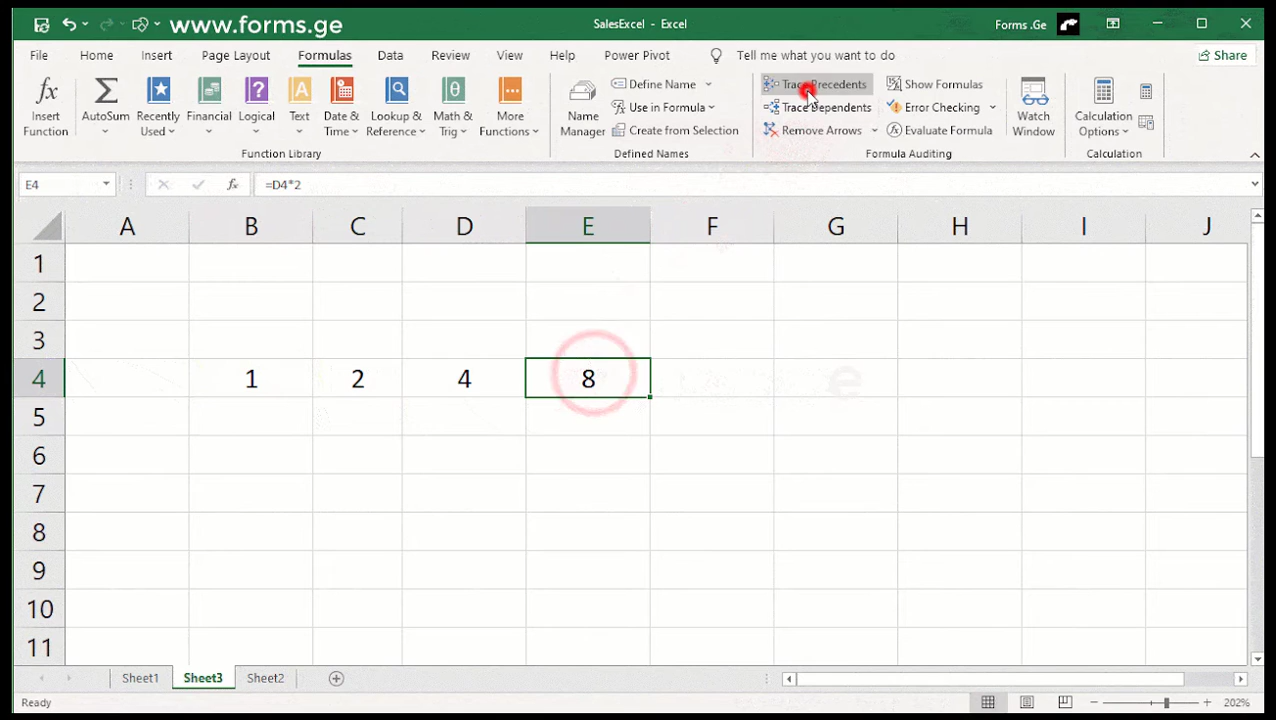 www.forms.ge
SalesExcel - Excel
Forms .Ge
File Home Insert Page Layout Formulas Data Review View Help Power Pivot Tell me what you want to do Share
Insert Function
AutoSum
Recently Used
Financial
Logical
Text
Date & Time
Lookup & Reference
Math & Trig
More Functions
Function Library
Name Manager
Define Name
Use in Formula
Create from Selection
Defined Names
Trace Precedents
Trace Dependents
Remove Arrows
Show Formulas
Error Checking
Evaluate Formula
Formula Auditing
Watch Window
Calculation Options
Calculation
E4 fx =D4*2
A B C D E F G H I J
1
2
3
4 1 2 4 8
5
6
7
8
9
10
11
Sheet1 Sheet3 Sheet2
Ready 202%